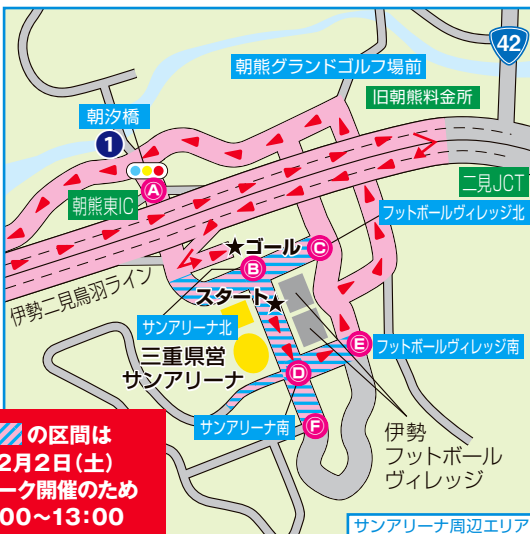 42
朝熊グランドゴルフ場前
旧朝熊料金所
朝汐橋
1
A
朝熊東IC
二見JCT
フットボールヴィレッジ北
★ゴール
C
B
伊勢二見鳥羽ライン
スタート★
サンアリーナ北
E
フットボールヴィレッジ南
三重県営
サンアリーナ
D
サンアリーナ南
F
伊勢
フットボール
ヴィレッジ
の区間は
2月2日(土)
ーク開催のため
00~13:00
サンアリーナ周辺エリア